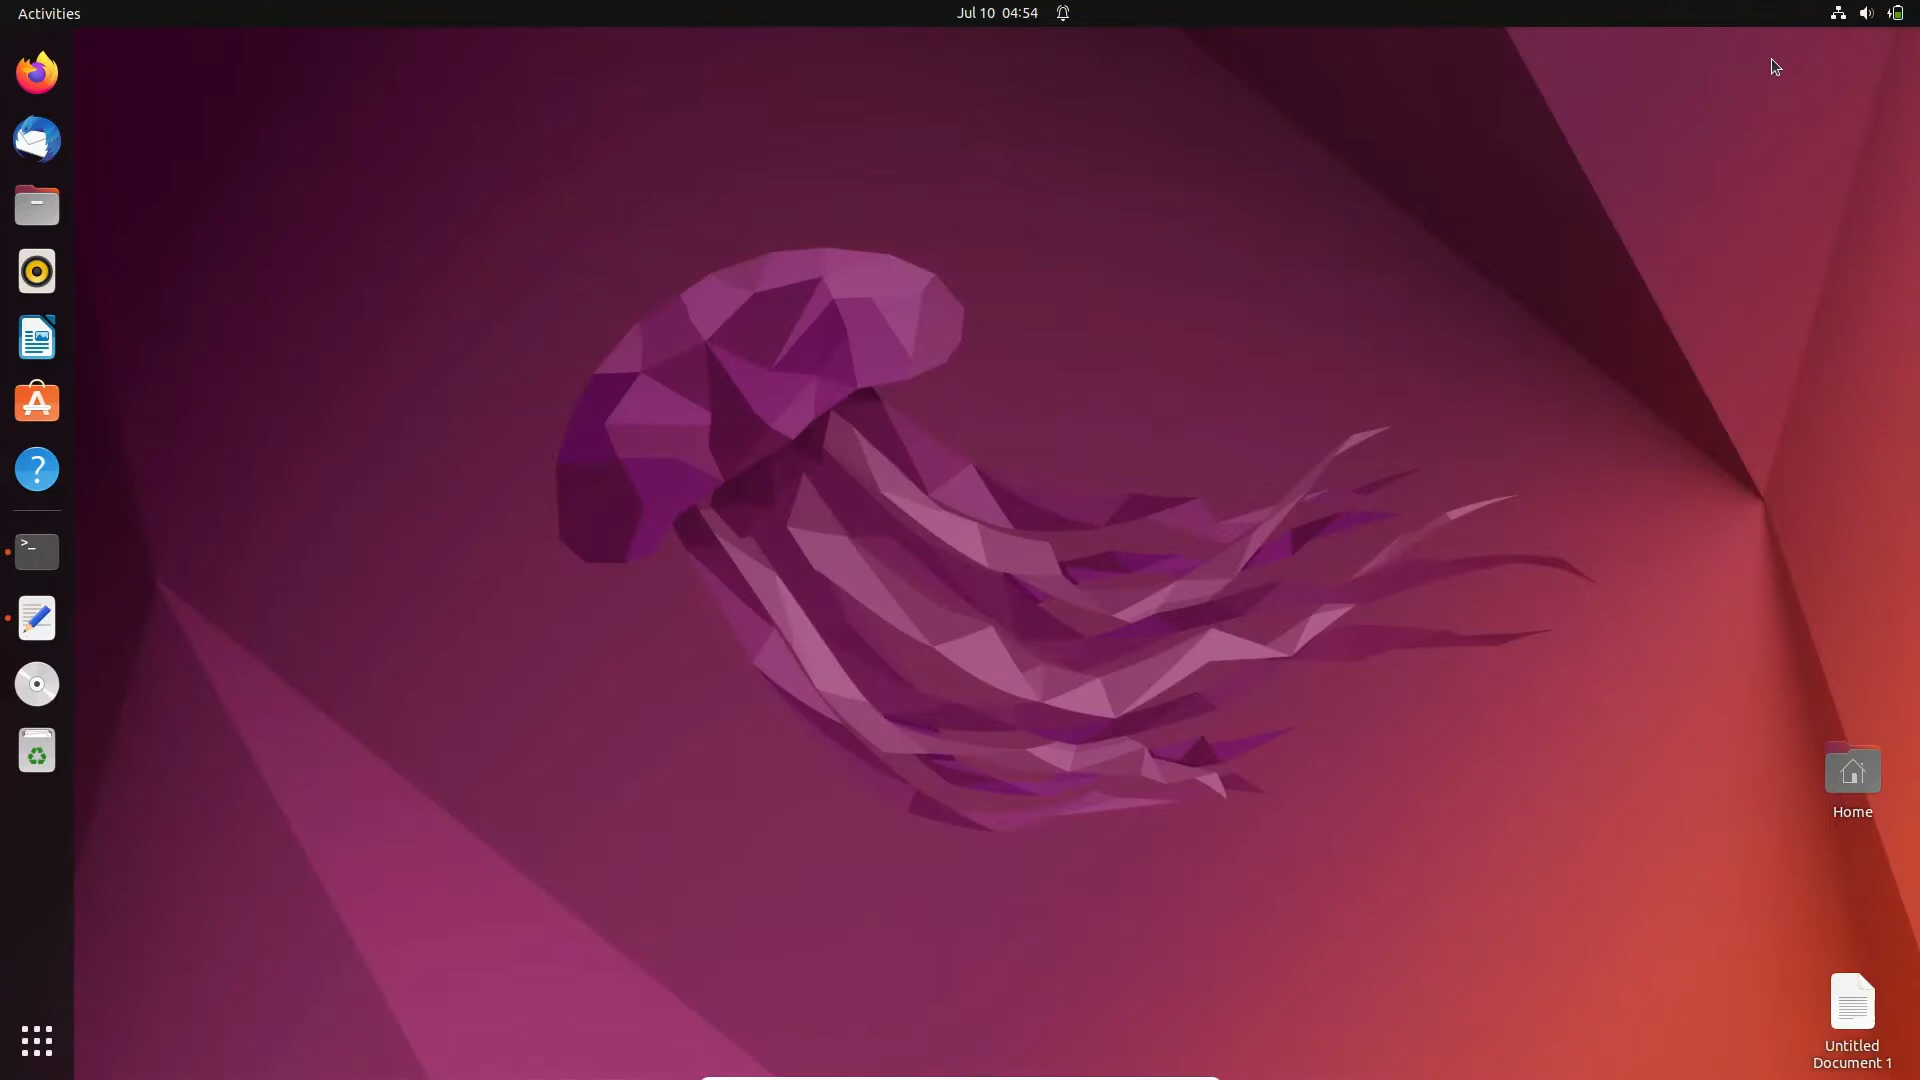 Activities
Jul 10 04:54
>_
?
Home
Untitled
Document 1